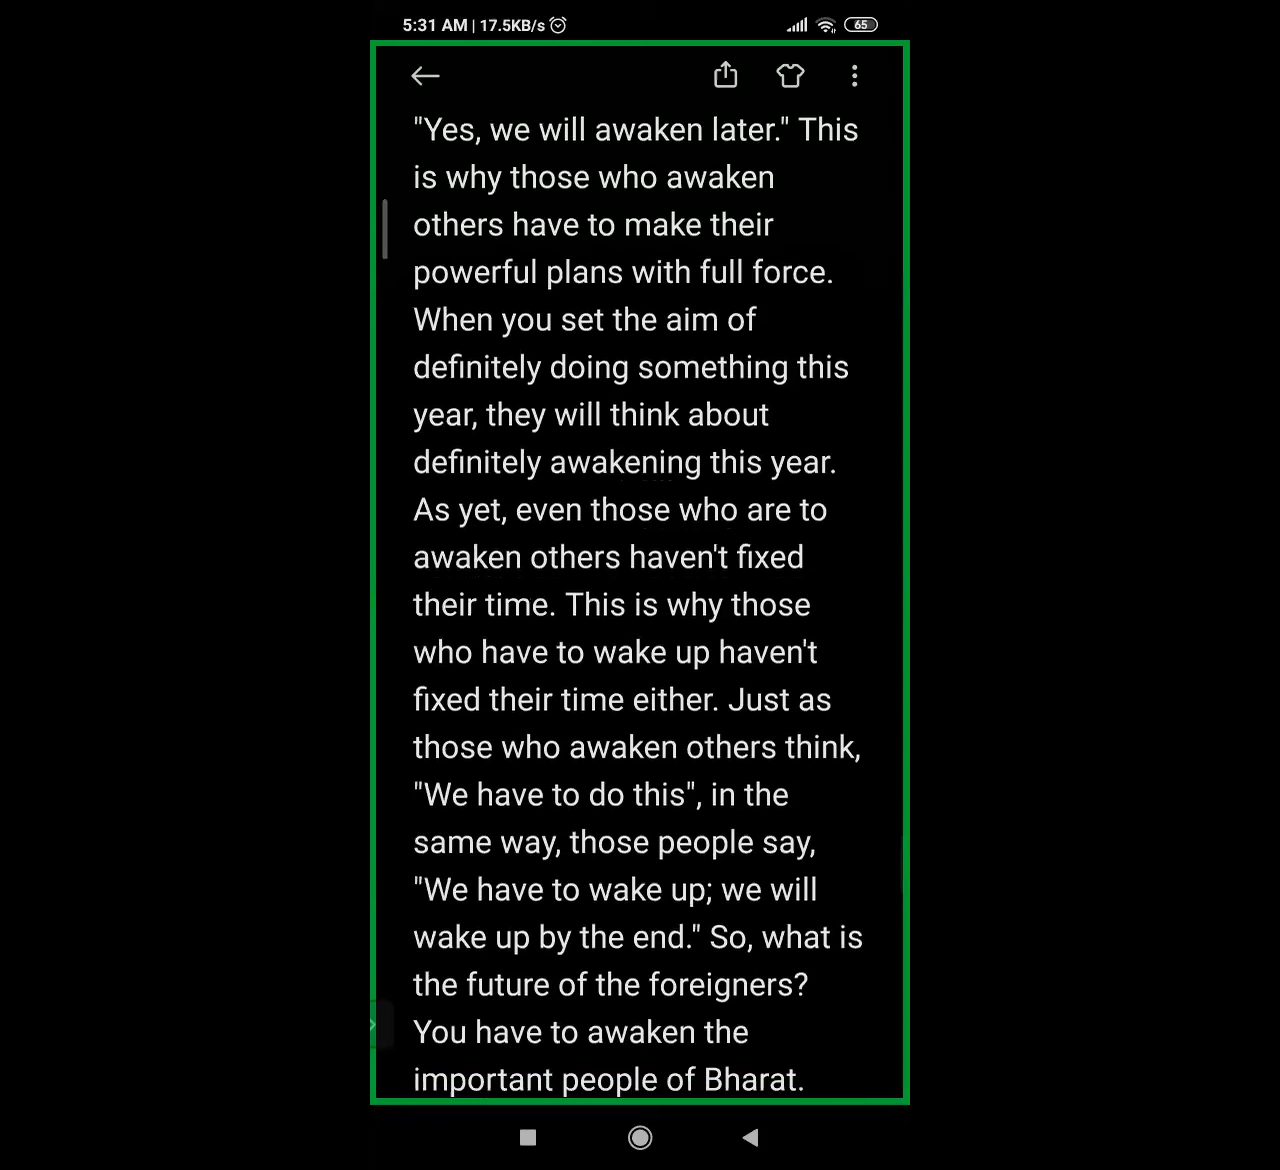 5:31 AM | 17.5KB/s
65
"Yes, we will awaken later." This
is why those who awaken
others have to make their
powerful plans with full force.
When you set the aim of
definitely doing something this
year, they will think about
definitely awakening this year.
As yet, even those who are to
awaken others haven't fixed
their time. This is why those
who have to wake up haven't
fixed their time either. Just as
those who awaken others think,
"We have to do this", in the
same way, those people say,
"We have to wake up; we will
wake up by the end." So, what is
the future of the foreigners?
You have to awaken the
important people of Bharat.